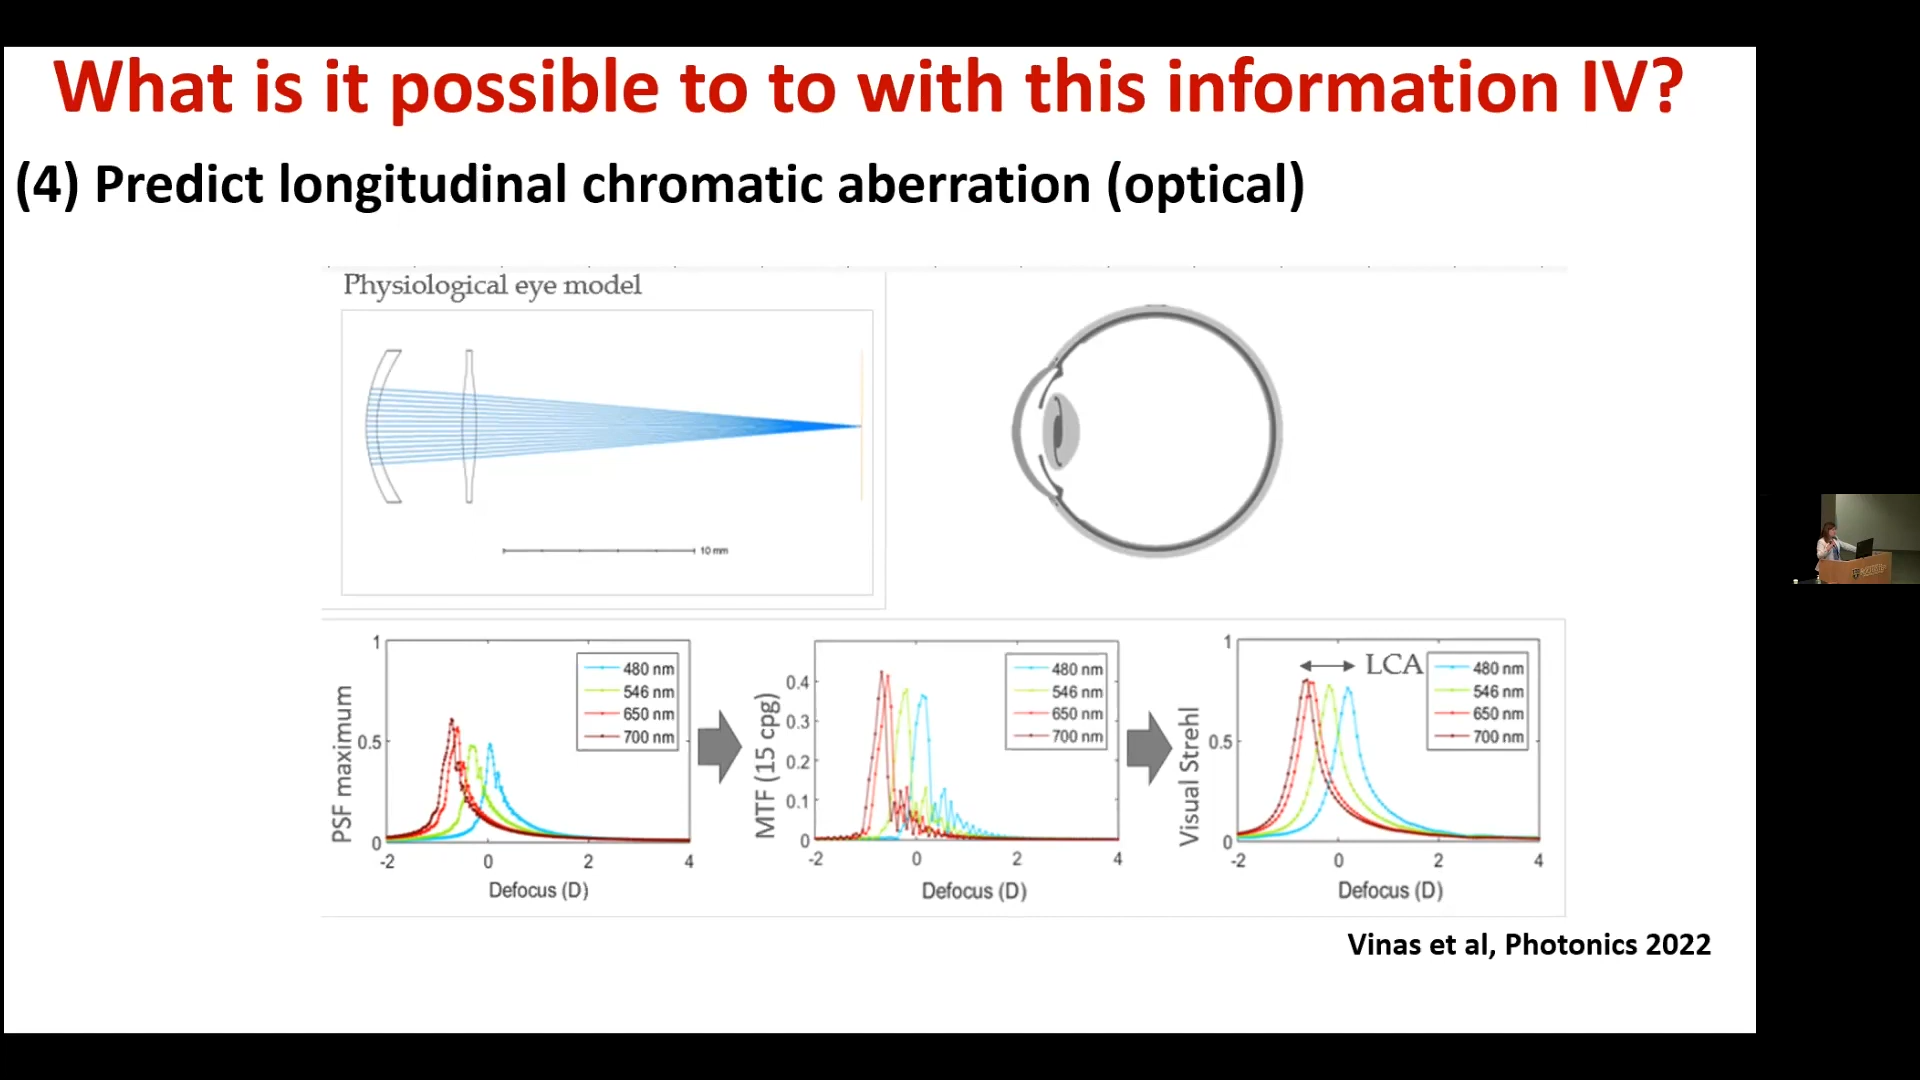 What is it possible to to with this information IV?
(4) Predict longitudinal chromatic aberration (optical)
Physiological eye model
10 mm
1
0.5
0
-2
0
2
4
PSF maximum
Defocus (D)
480 nm
546 nm
650 nm
700 nm
0.4
0.3
0.2
0.1
0
-2
0
2
4
MTF (15 cpg)
Defocus (D)
480 nm
546 nm
650 nm
700 nm
1
0.5
0
-2
0
2
4
Visual Strehl
Defocus (D)
LCA
480 nm
546 nm
650 nm
700 nm
Vinas et al, Photonics 2022